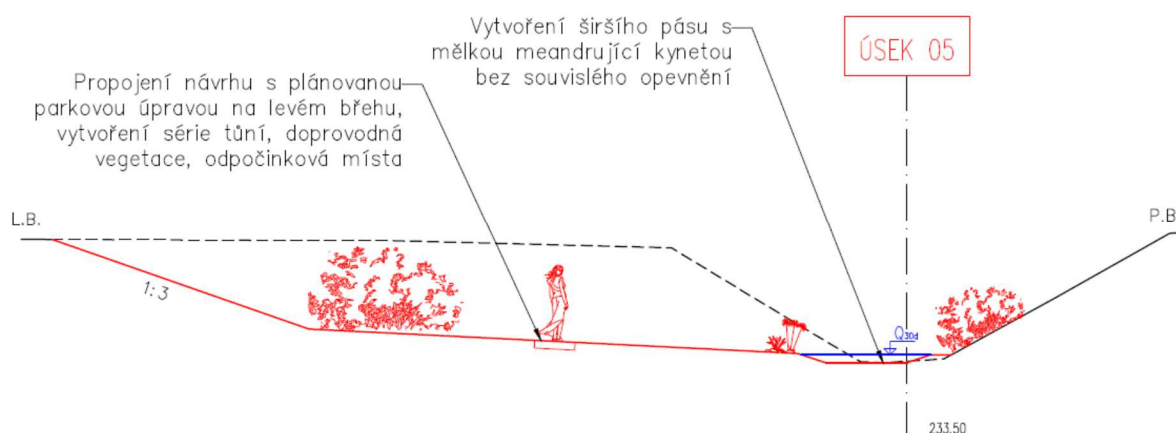 Vytvoření širšího pásu s
mělkou meandrující kynetou
bez souvislého opevnění
ÚSEK 05
Propojení návrhu s plánovanou
parkovou úpravou na levém břehu,
vytvoření série tůní, doprovodná
vegetace, odpočinková místa
L.B.
P.B
1:3
Q30d
233.50